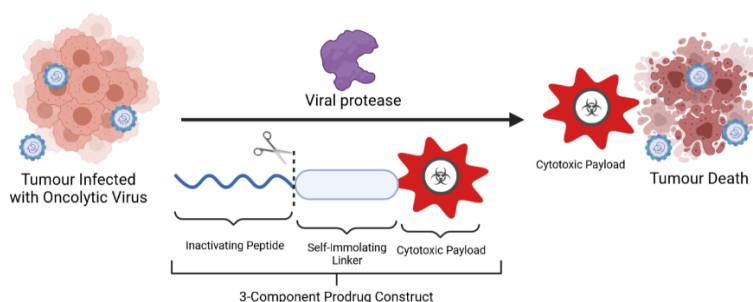 Viral protease
Tumour Infected
with Oncolytic Virus
Cytotoxic Payload
Tumour Death
Inactivating Peptide
Self-Immolating
Linker
Cytotoxic Payload
3-Component Prodrug Construct